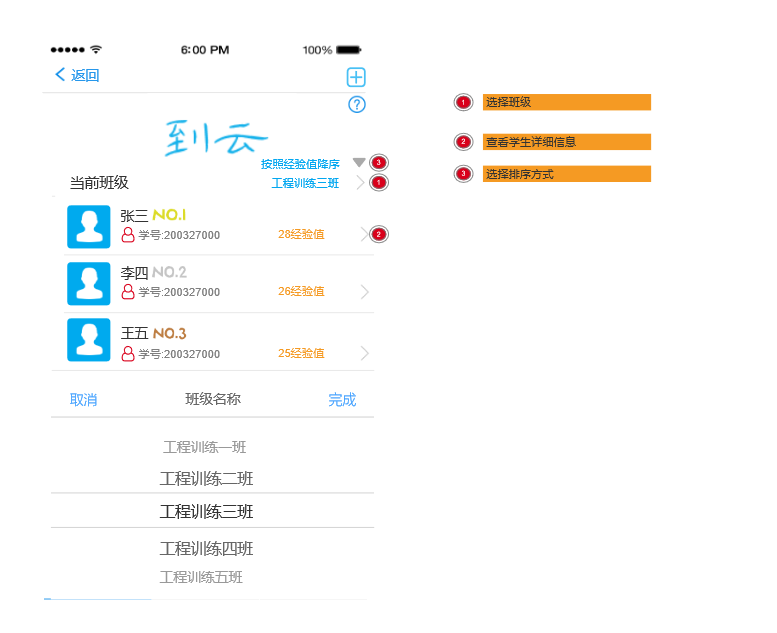 6:00 PM 100%
返回
?
到云
按照经验值降序 3
当前班级 工程训练三班 1
张三 NO.1
学号:200327000 28经验值 2
李四 NO.2
学号:200327000 26经验值
王五 NO.3
学号:200327000 25经验值
取消 班级名称 完成
工程训练一班
工程训练二班
工程训练三班
工程训练四班
工程训练五班
1 选择班级
2 查看学生详细信息
3 选择排序方式